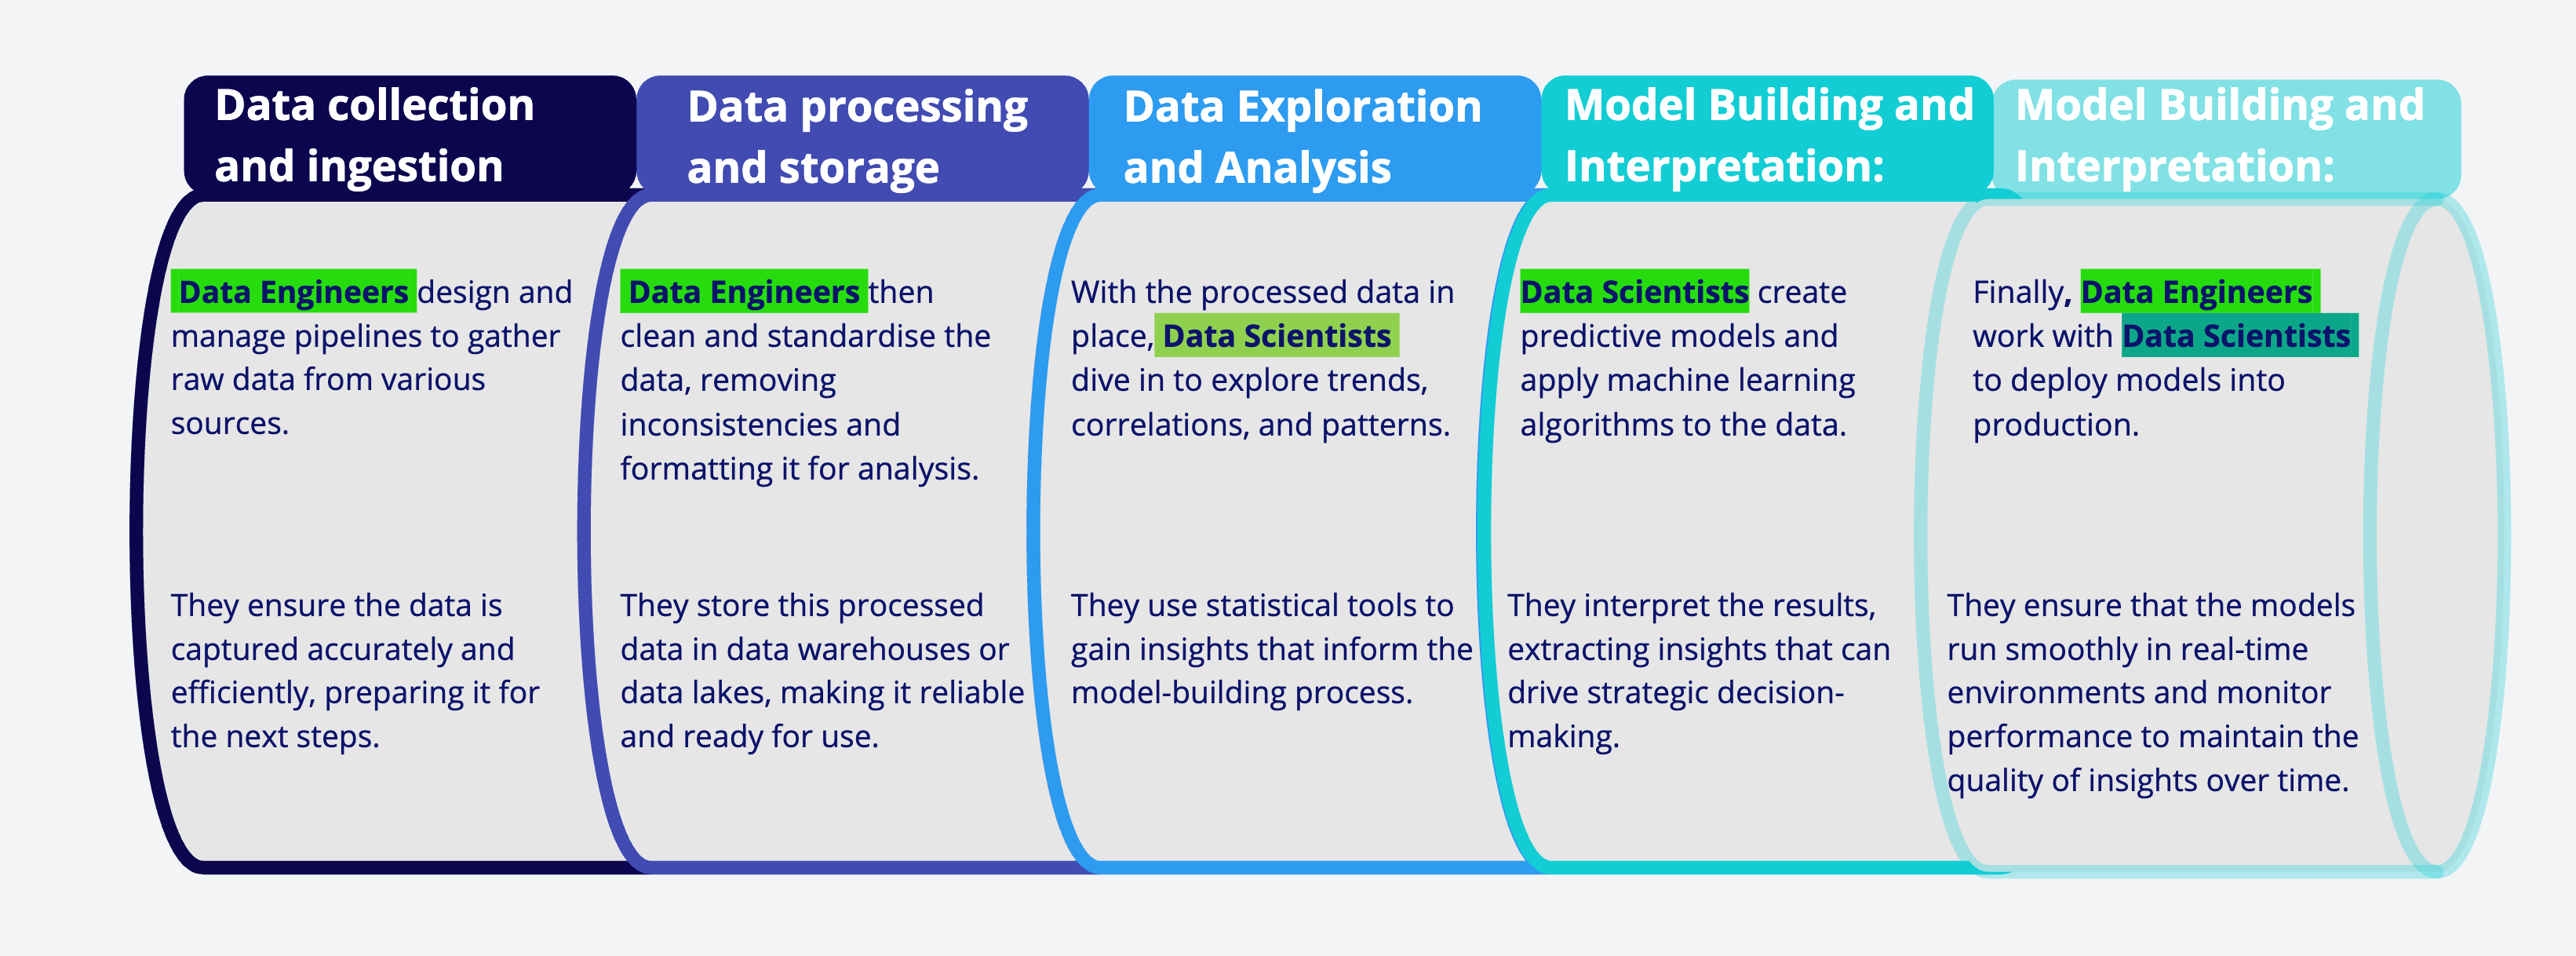 Data collection
and ingestion
Data Engineers design and
manage pipelines to gather
raw data from various
sources.
They ensure the data is
captured accurately and
efficiently, preparing it for
the next steps.
Data processing
and storage
Data Engineers then
clean and standardise the
data, removing
inconsistencies and
formatting it for analysis.
They store this processed
data in data warehouses or
data lakes, making it reliable
and ready for use.
Data Exploration
and Analysis
With the processed data in
place, Data Scientists
dive in to explore trends,
correlations, and patterns.
They use statistical tools to
gain insights that inform the
model-building process.
Model Building and
Interpretation:
Data Scientists create
predictive models and
apply machine learning
algorithms to the data.
They interpret the results,
extracting insights that can
drive strategic decision-
making.
Model Building and
Interpretation:
Finally, Data Engineers
work with Data Scientists
to deploy models into
production.
They ensure that the models
run smoothly in real-time
environments and monitor
performance to maintain the
quality of insights over time.